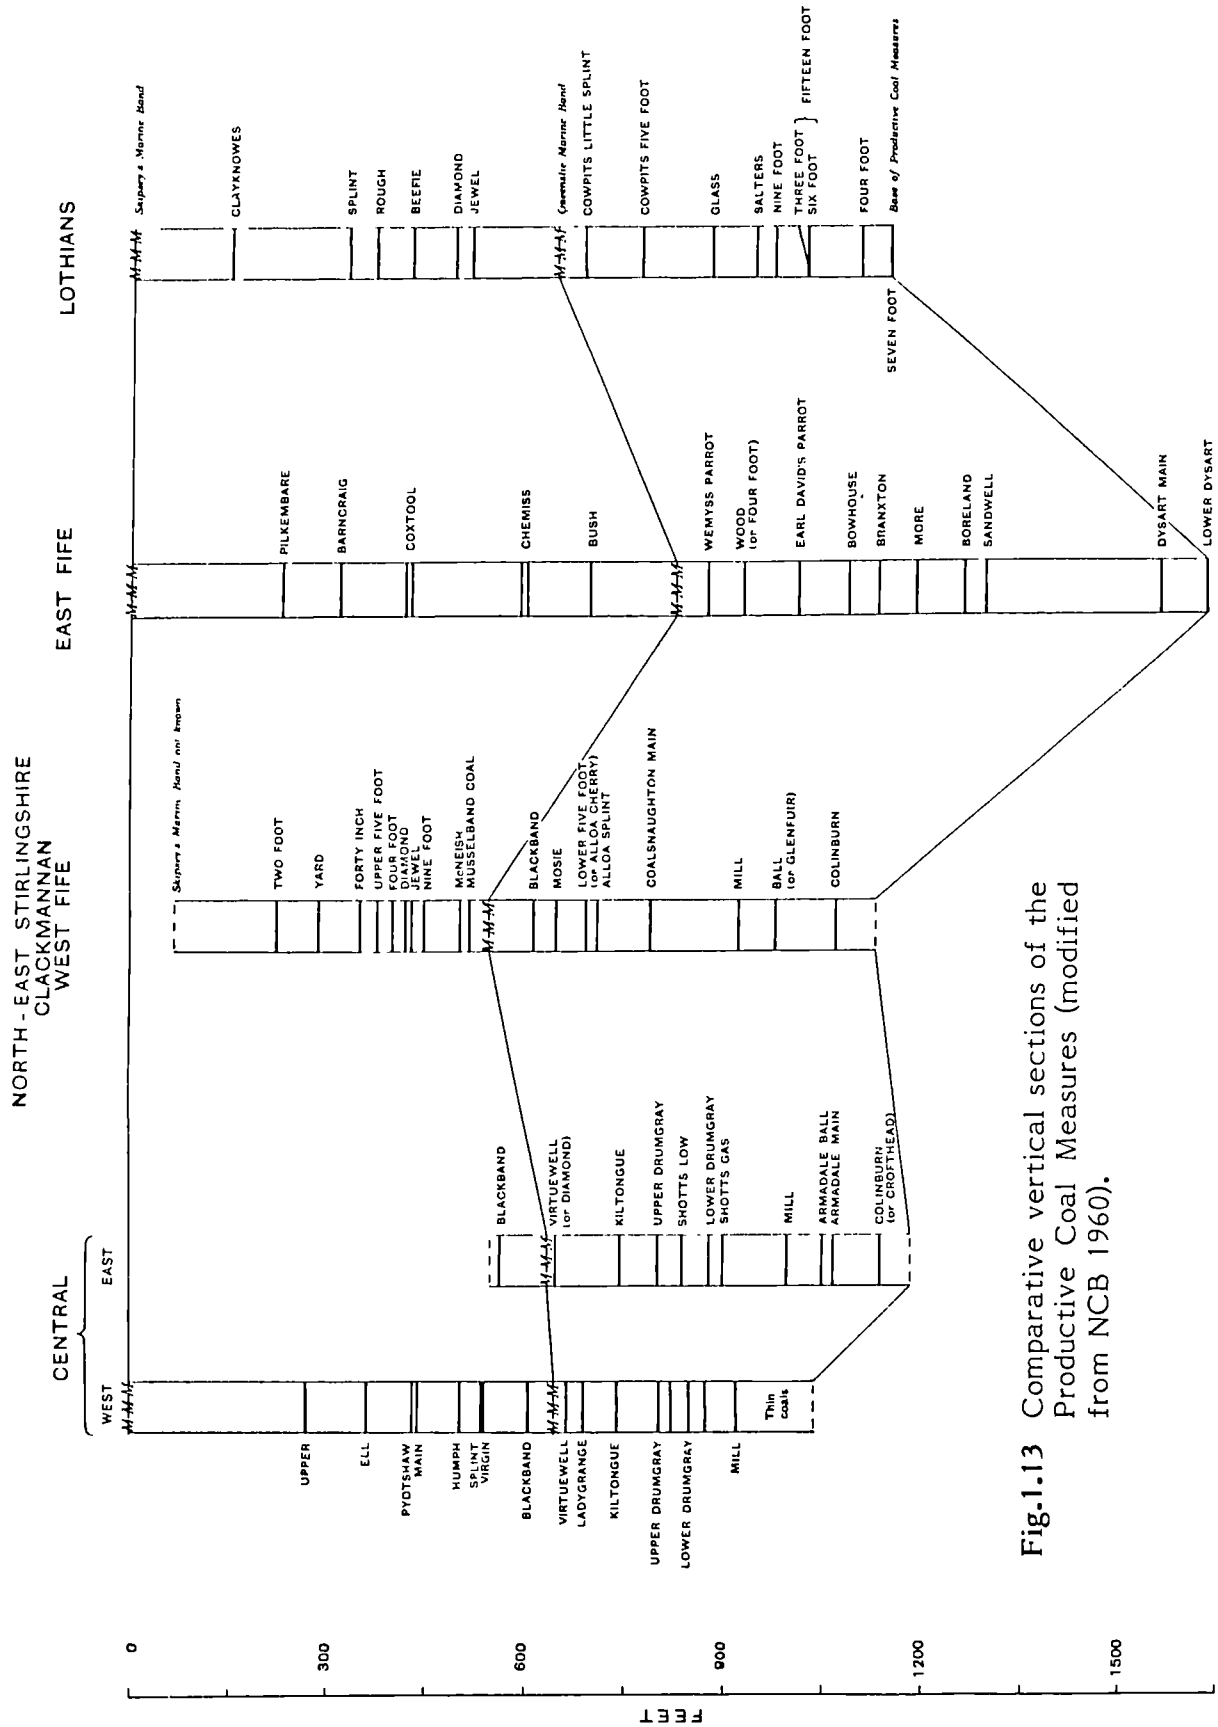 CENTRAL
WEST
EAST
NORTH-EAST STIRLINGSHIRE
CLACKMANNAN
WEST FIFE
EAST FIFE
LOTHIANS
FEET
0
300
600
900
1200
1500
M M M
UPPER
ELL
PYOTSHAW
MAIN
HUMPH
SPLINT
VIRGIN
BLACKBAND
M M M
VIRTUEWELL
LADYGRANGE
KILTONGUE
UPPER DRUMGRAY
LOWER DRUMGRAY
MILL
Thin
coals
BLACKBAND
M M M
VIRTUEWELL
(or DIAMOND)
KILTONGUE
UPPER DRUMGRAY
SHOTTS LOW
LOWER DRUMGRAY
SHOTTS GAS
MILL
ARMADALE BALL
ARMADALE MAIN
COLINBURN
(or CROFTHEAD)
Skipsey's Marine Band not known
TWO FOOT
YARD
FORTY INCH
UPPER FIVE FOOT
FOUR FOOT
DIAMOND
JEWEL
NINE FOOT
McNEISH
MUSSELBAND COAL
M M M
BLACKBAND
MOSIE
LOWER FIVE FOOT
(or ALLOA CHERRY)
ALLOA SPLINT
COALSNAUGHTON MAIN
MILL
BALL
(or GLENFUIR)
COLINBURN
M M M
PILKEMBARE
BARNCRAIG
COXTOOL
CHEMISS
BUSH
M M M
WEMYSS PARROT
WOOD
(or FOUR FOOT)
EARL DAVID'S PARROT
BOWHOUSE
BRANXTON
MORE
BORELAND
SANDWELL
DYSART MAIN
LOWER DYSART
M M M
Skipsey's Marine Band
CLAYKNOWES
SPLINT
ROUGH
BEEFIE
DIAMOND
JEWEL
M M M
Queenslie Marine Band
COWPITS LITTLE SPLINT
COWPITS FIVE FOOT
GLASS
SALTERS
NINE FOOT
THREE FOOT
SIX FOOT
} FIFTEEN FOOT
FOUR FOOT
Base of Productive Coal Measures
SEVEN FOOT
Fig.1.13 Comparative vertical sections of the
Productive Coal Measures (modified
from NCB 1960).